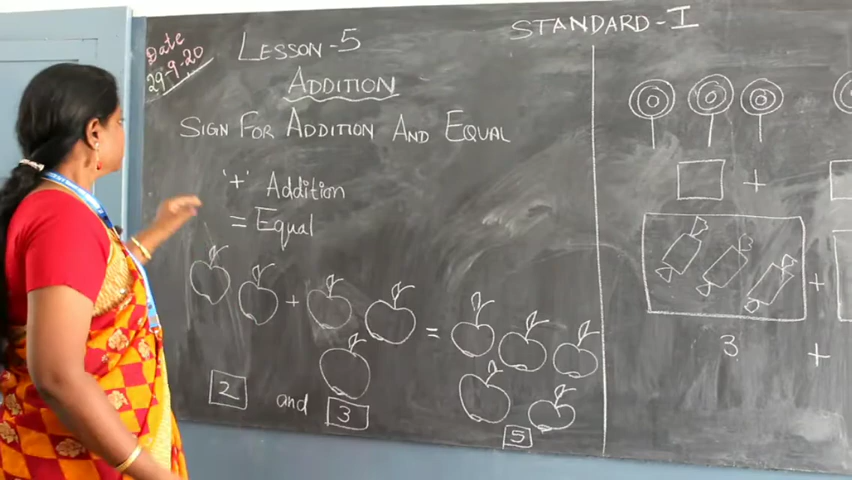 Date
29-9-20
LESSON-5
ADDITION
SIGN FOR ADDITION AND EQUAL
'+' Addition
= Equal
+ =
2 and 3 5
STANDARD-I
+
+
3 +